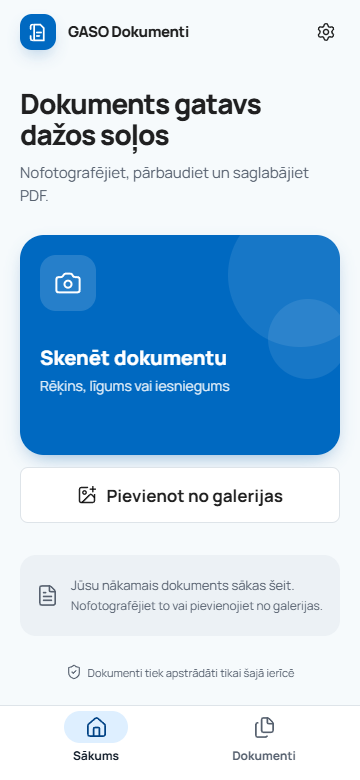 GASO Dokumenti
Dokuments gatavs
dažos soļos
Nofotografējiet, pārbaudiet un saglabājiet
PDF.
Skenēt dokumentu
Rēķins, līgums vai iesniegums
Pievienot no galerijas
Jūsu nākamais dokuments sākas šeit.
Nofotografējiet to vai pievienojiet no galerijas.
Dokumenti tiek apstrādāti tikai šajā ierīcē
Sākums
Dokumenti